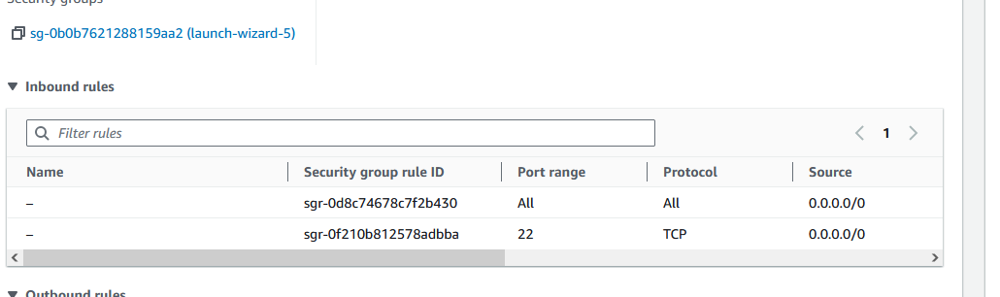 Security groups
sg-0b0b7621288159aa2 (launch-wizard-5)
Inbound rules
Filter rules
1
Name Security group rule ID Port range Protocol Source
– sgr-0d8c74678c7f2b430 All All 0.0.0.0/0
– sgr-0f210b812578adbba 22 TCP 0.0.0.0/0
Outbound rules